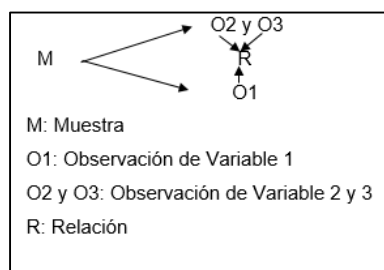 O2 y O3
M
R
O1
M: Muestra
O1: Observación de Variable 1
O2 y O3: Observación de Variable 2 y 3
R: Relación